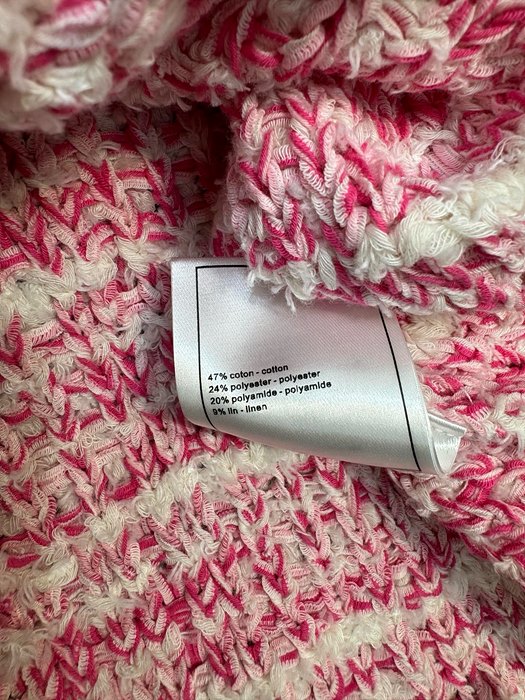 47% coton - cotton
24% polyester - polyester
20% polyamide - polyamide
9% lin - linen